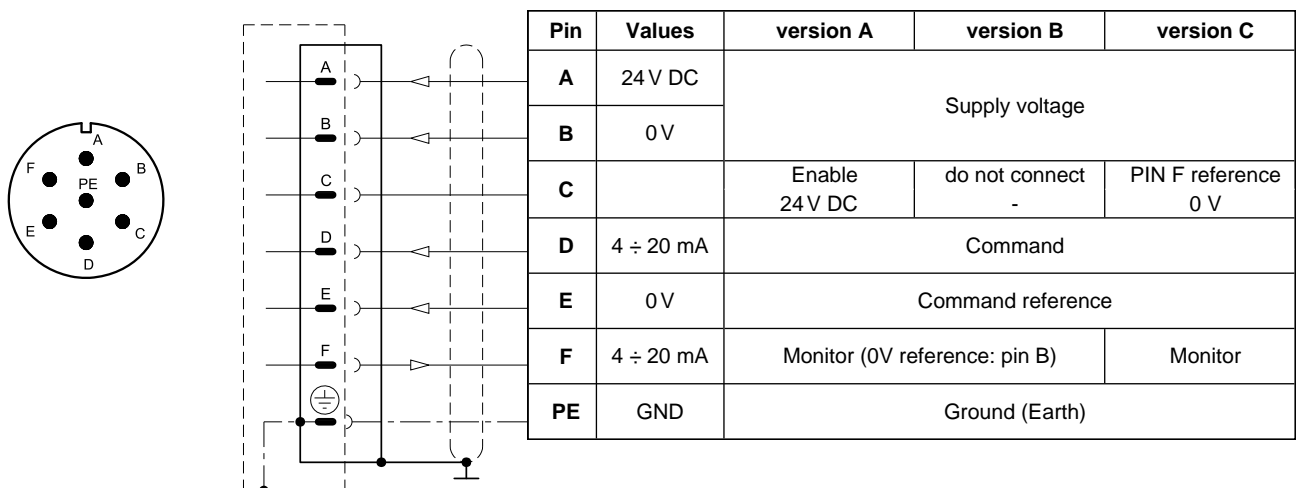 A
F
B
PE
E
C
D
A
B
C
D
E
F
Pin Values version A version B version C
A 24 V DC
Supply voltage
B 0 V
C Enable do not connect PIN F reference
24 V DC - 0 V
D 4 ÷ 20 mA Command
E 0 V Command reference
F 4 ÷ 20 mA Monitor (0V reference: pin B) Monitor
PE GND Ground (Earth)